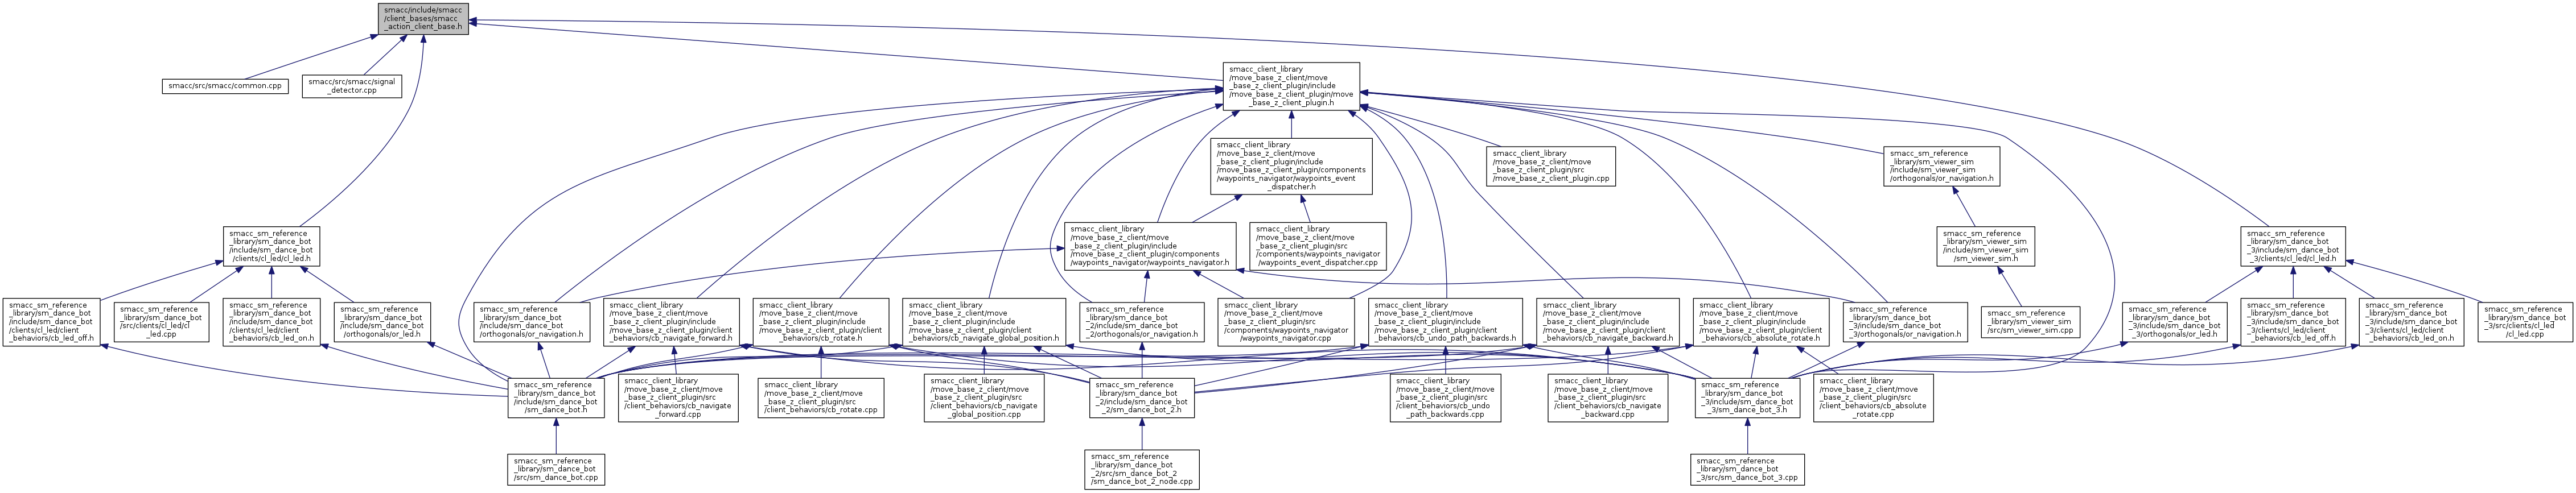 smacc/include/smacc
/client_bases/smacc
_action_client_base.h
smacc/src/smacc/common.cpp
smacc/src/smacc/signal
_detector.cpp
smacc_client_library
/move_base_z_client/move
_base_z_client_plugin/include
/move_base_z_client_plugin/move
_base_z_client_plugin.h
smacc_client_library
/move_base_z_client/move
_base_z_client_plugin/include
/move_base_z_client_plugin/components
/waypoints_navigator/waypoints_event
_dispatcher.h
smacc_client_library
/move_base_z_client/move
_base_z_client_plugin/src
/move_base_z_client_plugin.cpp
smacc_sm_reference
_library/sm_viewer_sim
/include/sm_viewer_sim
/orthogonals/or_navigation.h
smacc_sm_reference
_library/sm_dance_bot
/include/sm_dance_bot
/clients/cl_led/cl_led.h
smacc_client_library
/move_base_z_client/move
_base_z_client_plugin/include
/move_base_z_client_plugin/components
/waypoints_navigator/waypoints_navigator.h
smacc_client_library
/move_base_z_client/move
_base_z_client_plugin/src
/components/waypoints_navigator
/waypoints_event_dispatcher.cpp
smacc_sm_reference
_library/sm_viewer_sim
/include/sm_viewer_sim
/sm_viewer_sim.h
smacc_sm_reference
_library/sm_dance_bot
_3/include/sm_dance_bot
_3/clients/cl_led/cl_led.h
smacc_sm_reference
_library/sm_dance_bot
/include/sm_dance_bot
/clients/cl_led/client
_behaviors/cb_led_off.h
smacc_sm_reference
_library/sm_dance_bot
/src/clients/cl_led/cl
_led.cpp
smacc_sm_reference
_library/sm_dance_bot
/include/sm_dance_bot
/clients/cl_led/client
_behaviors/cb_led_on.h
smacc_sm_reference
_library/sm_dance_bot
/include/sm_dance_bot
/orthogonals/or_led.h
smacc_sm_reference
_library/sm_dance_bot
/include/sm_dance_bot
/orthogonals/or_navigation.h
smacc_client_library
/move_base_z_client/move
_base_z_client_plugin/include
/move_base_z_client_plugin/client
_behaviors/cb_navigate_forward.h
smacc_client_library
/move_base_z_client/move
_base_z_client_plugin/include
/move_base_z_client_plugin/client
_behaviors/cb_rotate.h
smacc_client_library
/move_base_z_client/move
_base_z_client_plugin/include
/move_base_z_client_plugin/client
_behaviors/cb_navigate_global_position.h
smacc_sm_reference
_library/sm_dance_bot
_2/include/sm_dance_bot
_2/orthogonals/or_navigation.h
smacc_client_library
/move_base_z_client/move
_base_z_client_plugin/src
/components/waypoints_navigator
/waypoints_navigator.cpp
smacc_client_library
/move_base_z_client/move
_base_z_client_plugin/include
/move_base_z_client_plugin/client
_behaviors/cb_undo_path_backwards.h
smacc_client_library
/move_base_z_client/move
_base_z_client_plugin/include
/move_base_z_client_plugin/client
_behaviors/cb_navigate_backward.h
smacc_client_library
/move_base_z_client/move
_base_z_client_plugin/include
/move_base_z_client_plugin/client
_behaviors/cb_absolute_rotate.h
smacc_sm_reference
_library/sm_dance_bot
_3/include/sm_dance_bot
_3/orthogonals/or_navigation.h
smacc_sm_reference
_library/sm_viewer_sim
/src/sm_viewer_sim.cpp
smacc_sm_reference
_library/sm_dance_bot
_3/include/sm_dance_bot
_3/orthogonals/or_led.h
smacc_sm_reference
_library/sm_dance_bot
_3/include/sm_dance_bot
_3/clients/cl_led/client
_behaviors/cb_led_off.h
smacc_sm_reference
_library/sm_dance_bot
_3/include/sm_dance_bot
_3/clients/cl_led/client
_behaviors/cb_led_on.h
smacc_sm_reference
_library/sm_dance_bot
_3/src/clients/cl_led
/cl_led.cpp
smacc_sm_reference
_library/sm_dance_bot
/include/sm_dance_bot
/sm_dance_bot.h
smacc_client_library
/move_base_z_client/move
_base_z_client_plugin/src
/client_behaviors/cb_navigate
_forward.cpp
smacc_client_library
/move_base_z_client/move
_base_z_client_plugin/src
/client_behaviors/cb_rotate.cpp
smacc_client_library
/move_base_z_client/move
_base_z_client_plugin/src
/client_behaviors/cb_navigate
_global_position.cpp
smacc_sm_reference
_library/sm_dance_bot
_2/include/sm_dance_bot
_2/sm_dance_bot_2.h
smacc_client_library
/move_base_z_client/move
_base_z_client_plugin/src
/client_behaviors/cb_undo
_path_backwards.cpp
smacc_client_library
/move_base_z_client/move
_base_z_client_plugin/src
/client_behaviors/cb_navigate
_backward.cpp
smacc_sm_reference
_library/sm_dance_bot
_3/include/sm_dance_bot
_3/sm_dance_bot_3.h
smacc_client_library
/move_base_z_client/move
_base_z_client_plugin/src
/client_behaviors/cb_absolute
_rotate.cpp
smacc_sm_reference
_library/sm_dance_bot
/src/sm_dance_bot.cpp
smacc_sm_reference
_library/sm_dance_bot
_2/src/sm_dance_bot_2
/sm_dance_bot_2_node.cpp
smacc_sm_reference
_library/sm_dance_bot
_3/src/sm_dance_bot_3.cpp